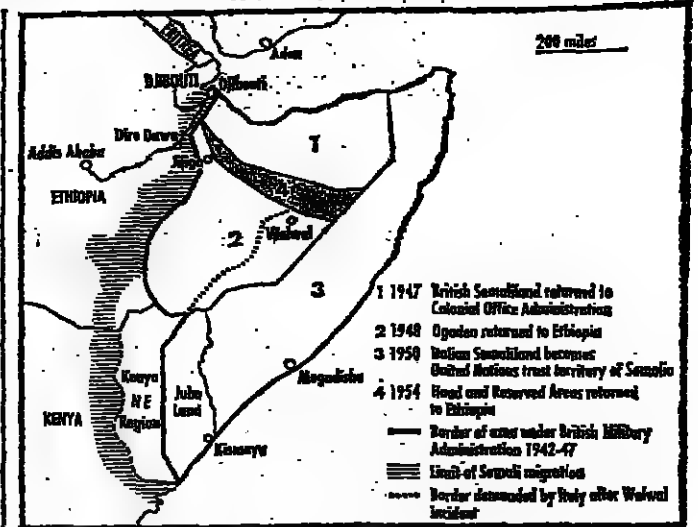 ERITREA
Aden
200 miles
DJIBOUTI
Djibouti
1
Dire Dawa
Addis Ababa
Jijiga
4
ETHIOPIA
2
Walwal
3
1 1947 British Somaliland returned to
Colonial Office Administration
2 1948 Ogaden returned to Ethiopia
3 1950 Italian Somaliland becomes
United Nations trust territory of Somalia
4 1954 Haud and Reserved Areas returned
to Ethiopia
Border of area under British Military
Administration 1942-47
Limit of Somali migration
Border demanded by Italy after Walwal
incident
Mogadishu
Kenya
N E
Region
Juba
Land
KENYA
Kismayu